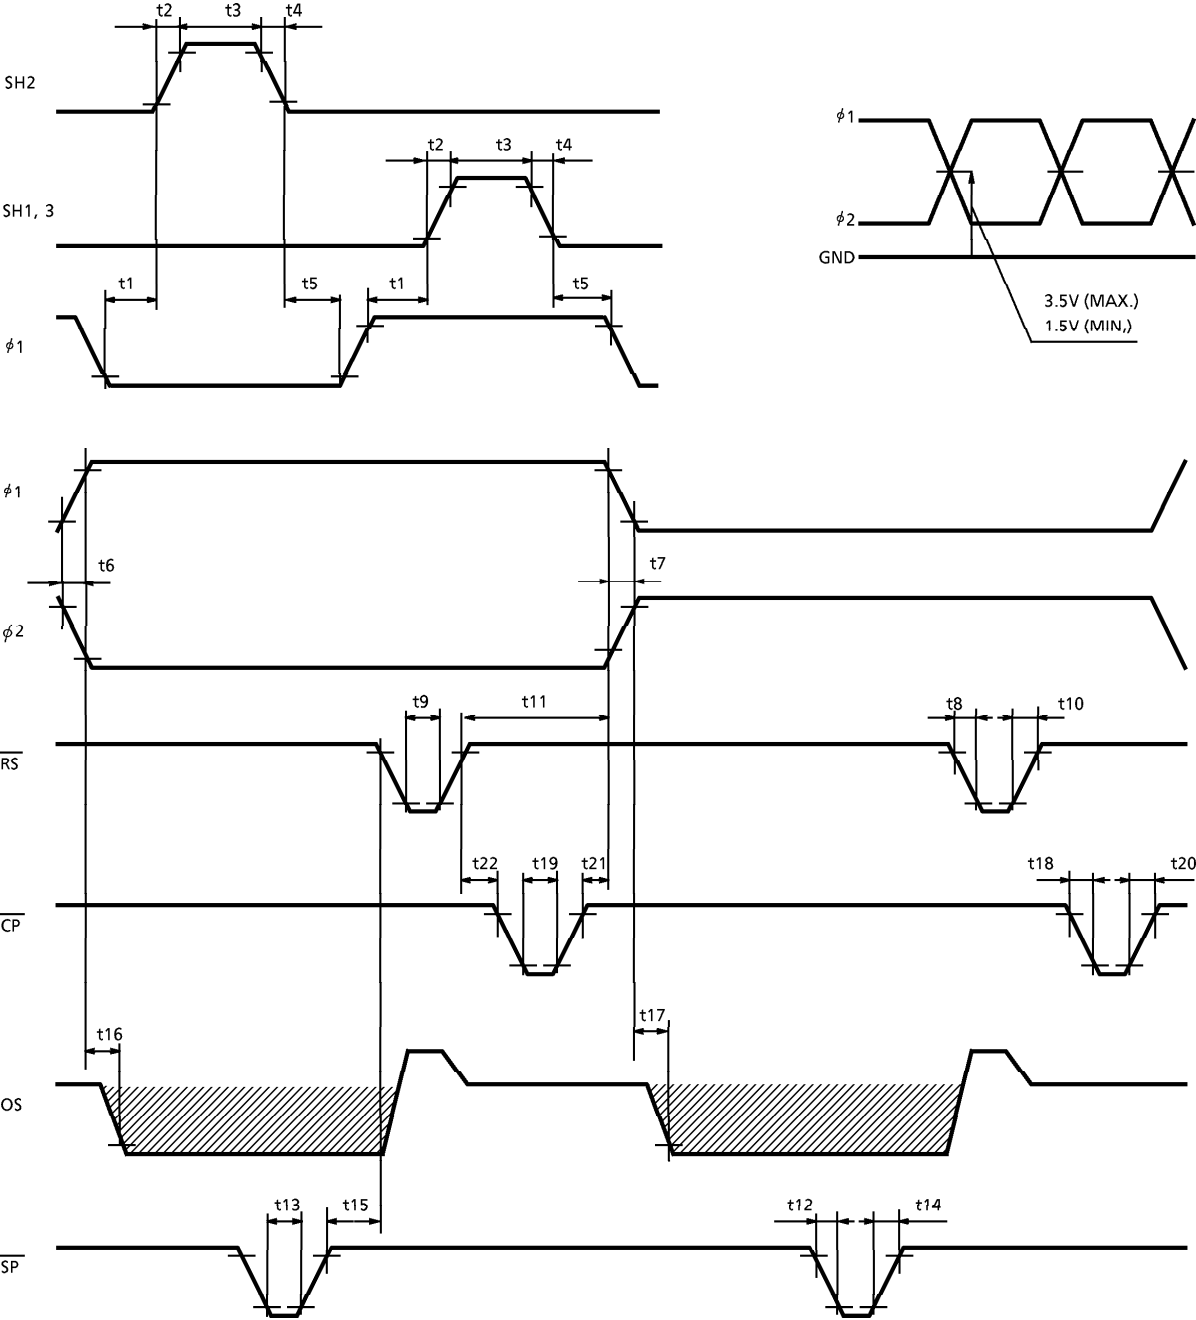 t2 t3 t4
SH2
t2 t3 t4
SH1, 3
t1 t5 t1 t5
ϕ1
ϕ1
ϕ2
GND
3.5V (MAX.)
1.5V (MIN,)
ϕ1
t6 t7
ϕ2
t9 t11 t8 t10
RS
t22 t19 t21 t18 t20
CP
t16 t17
OS
t13 t15 t12 t14
SP